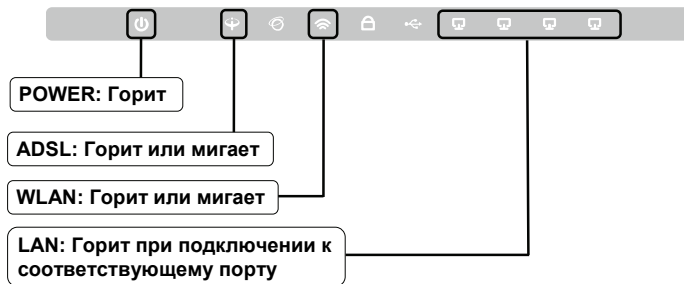 POWER: Горит
ADSL: Горит или мигает
WLAN: Горит или мигает
LAN: Горит при подключении к
соответствующему порту